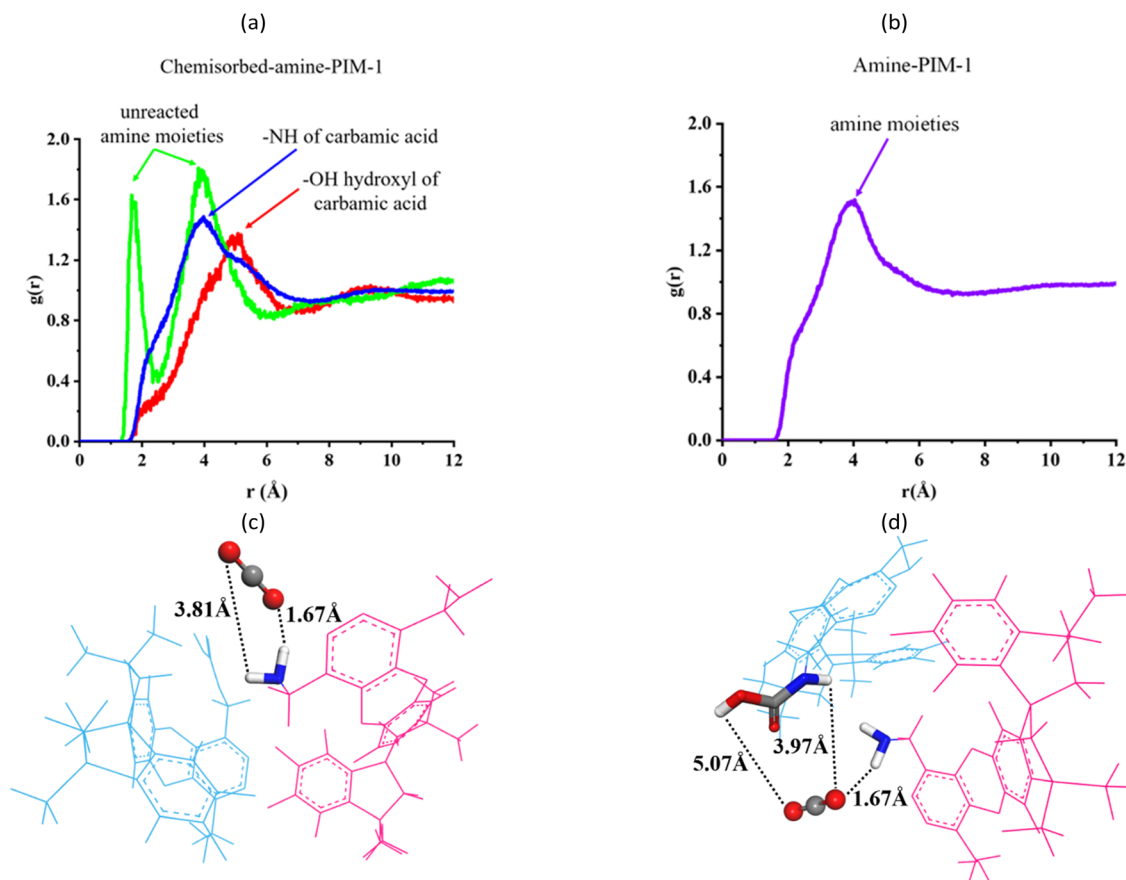 (a)
Chemisorbed-amine-PIM-1
unreacted
amine moieties
-NH of carbamic acid
-OH hydroxyl of
carbamic acid
g(r)
2.0
1.6
1.2
0.8
0.4
0.0
0 2 4 6 8 10 12
r (Å)
(b)
Amine-PIM-1
amine moieties
g(r)
2.0
1.6
1.2
0.8
0.4
0.0
0 2 4 6 8 10 12
r(Å)
(c)
3.81Å
1.67Å
(d)
3.97Å
5.07Å
1.67Å